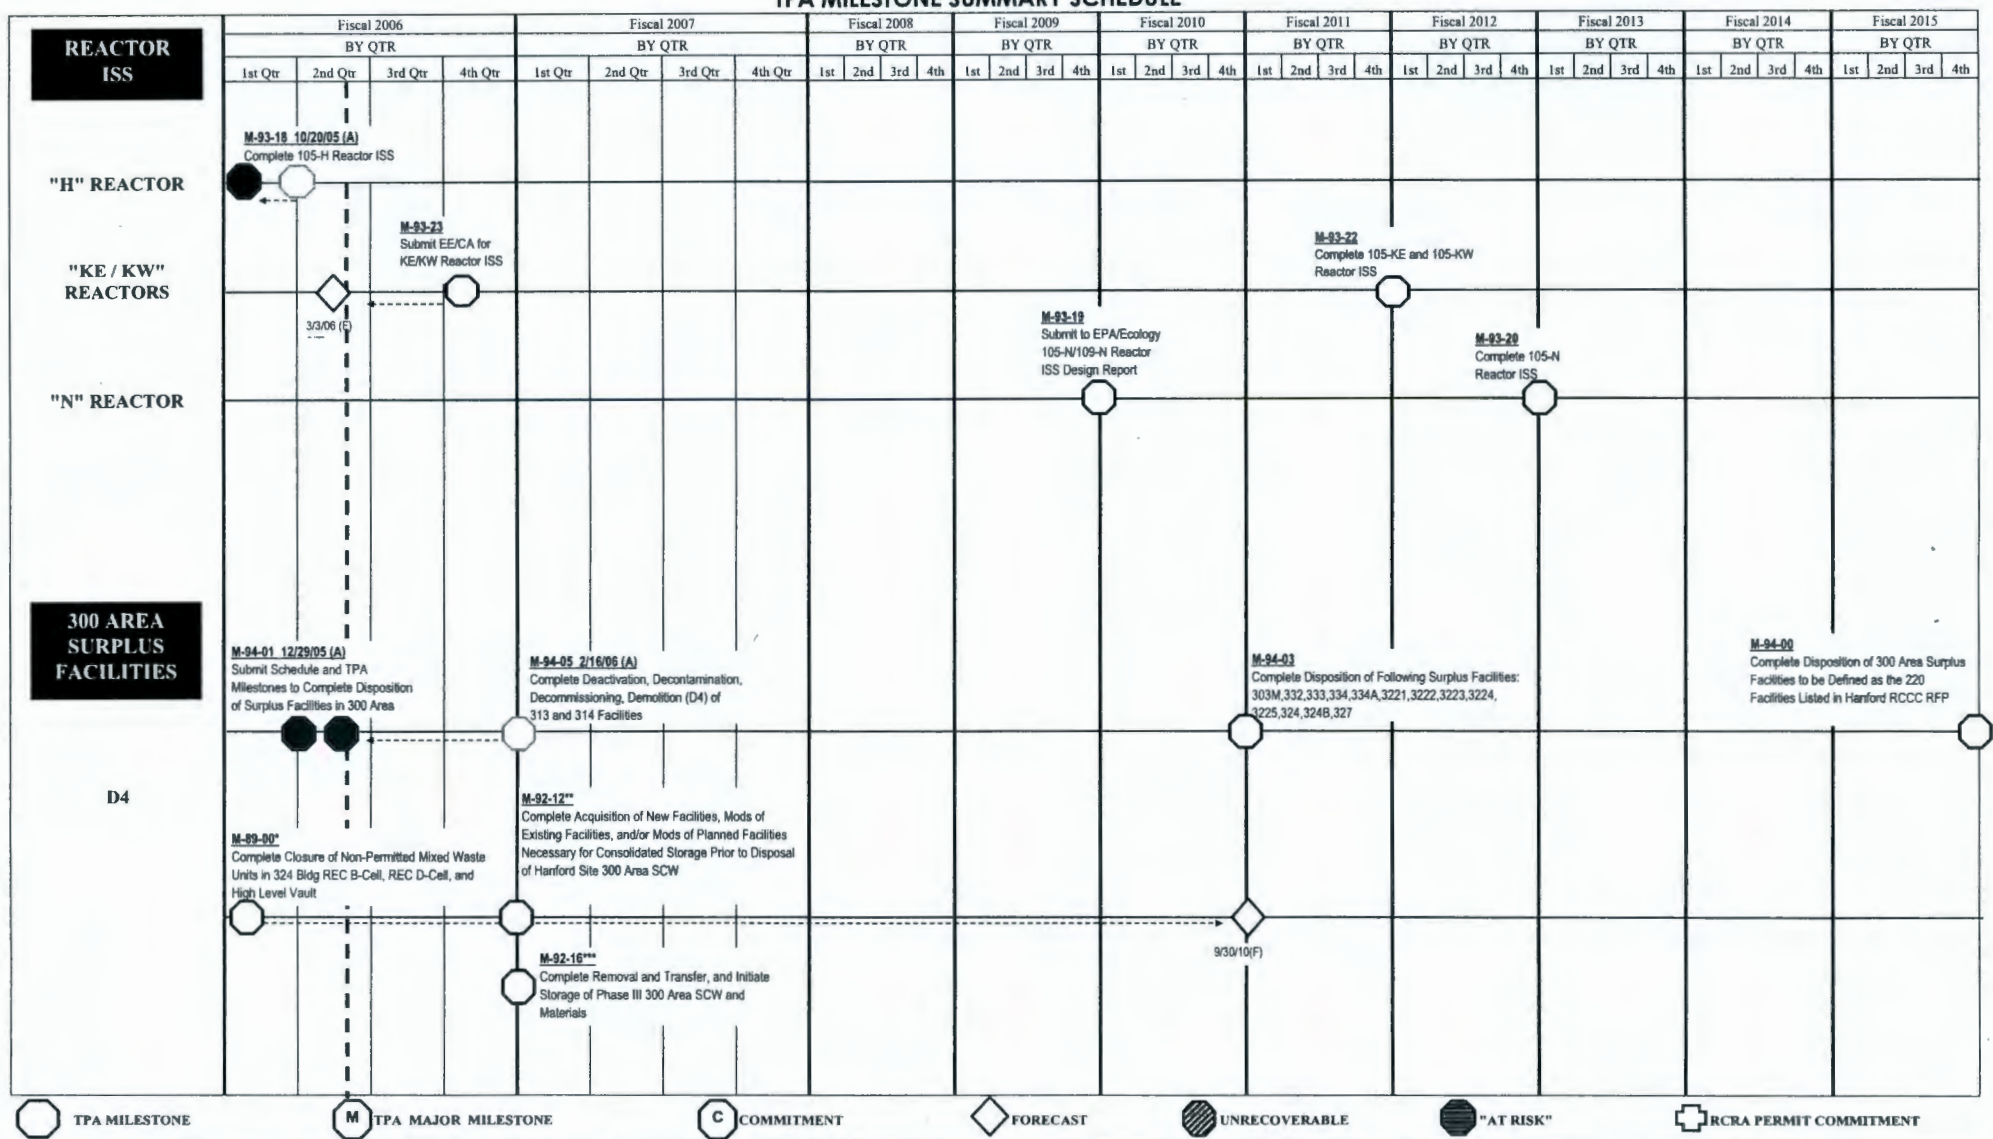 TPA MILESTONE SUMMARY SCHEDULE
REACTOR
ISS
Fiscal 2006
Fiscal 2007
Fiscal 2008
Fiscal 2009
Fiscal 2010
Fiscal 2011
Fiscal 2012
Fiscal 2013
Fiscal 2014
Fiscal 2015
BY QTR
BY QTR
BY QTR
BY QTR
BY QTR
BY QTR
BY QTR
BY QTR
BY QTR
BY QTR
1st Qtr 2nd Qtr 3rd Qtr 4th Qtr
1st Qtr 2nd Qtr 3rd Qtr 4th Qtr
1st 2nd 3rd 4th
1st 2nd 3rd 4th
1st 2nd 3rd 4th
1st 2nd 3rd 4th
1st 2nd 3rd 4th
1st 2nd 3rd 4th
1st 2nd 3rd 4th
1st 2nd 3rd 4th
"H" REACTOR
M-93-18 10/20/05 (A)
Complete 105-H Reactor ISS
"KE / KW"
REACTORS
M-93-23
Submit EE/CA for
KE/KW Reactor ISS
3/3/06 (F)
M-93-22
Complete 105-KE and 105-KW
Reactor ISS
"N" REACTOR
M-93-19
Submit to EPA/Ecology
105-N/109-N Reactor
ISS Design Report
M-93-20
Complete 105-N
Reactor ISS
300 AREA
SURPLUS
FACILITIES
M-94-01 12/29/05 (A)
Submit Schedule and TPA
Milestones to Complete Disposition
of Surplus Facilities in 300 Area
M-94-05 2/16/06 (A)
Complete Deactivation, Decontamination,
Decommissioning, Demolition (D4) of
313 and 314 Facilities
M-94-03
Complete Disposition of Following Surplus Facilities:
303M,332,333,334,334A,3221,3222,3223,3224,
3225,324,324B,327
M-94-00
Complete Disposition of 300 Area Surplus
Facilities to be Defined as the 220
Facilities Listed in Hanford RCCC RFP
D4
M-89-00*
Complete Closure of Non-Permitted Mixed Waste
Units in 324 Bldg REC B-Cell, REC D-Cell, and
High Level Vault
M-92-12**
Complete Acquisition of New Facilities, Mods of
Existing Facilities, and/or Mods of Planned Facilities
Necessary for Consolidated Storage Prior to Disposal
of Hanford Site 300 Area SCW
9/30/10(F)
M-92-16***
Complete Removal and Transfer, and Initiate
Storage of Phase III 300 Area SCW and
Materials
TPA MILESTONE
M TPA MAJOR MILESTONE
C COMMITMENT
FORECAST
UNRECOVERABLE
"AT RISK"
RCRA PERMIT COMMITMENT